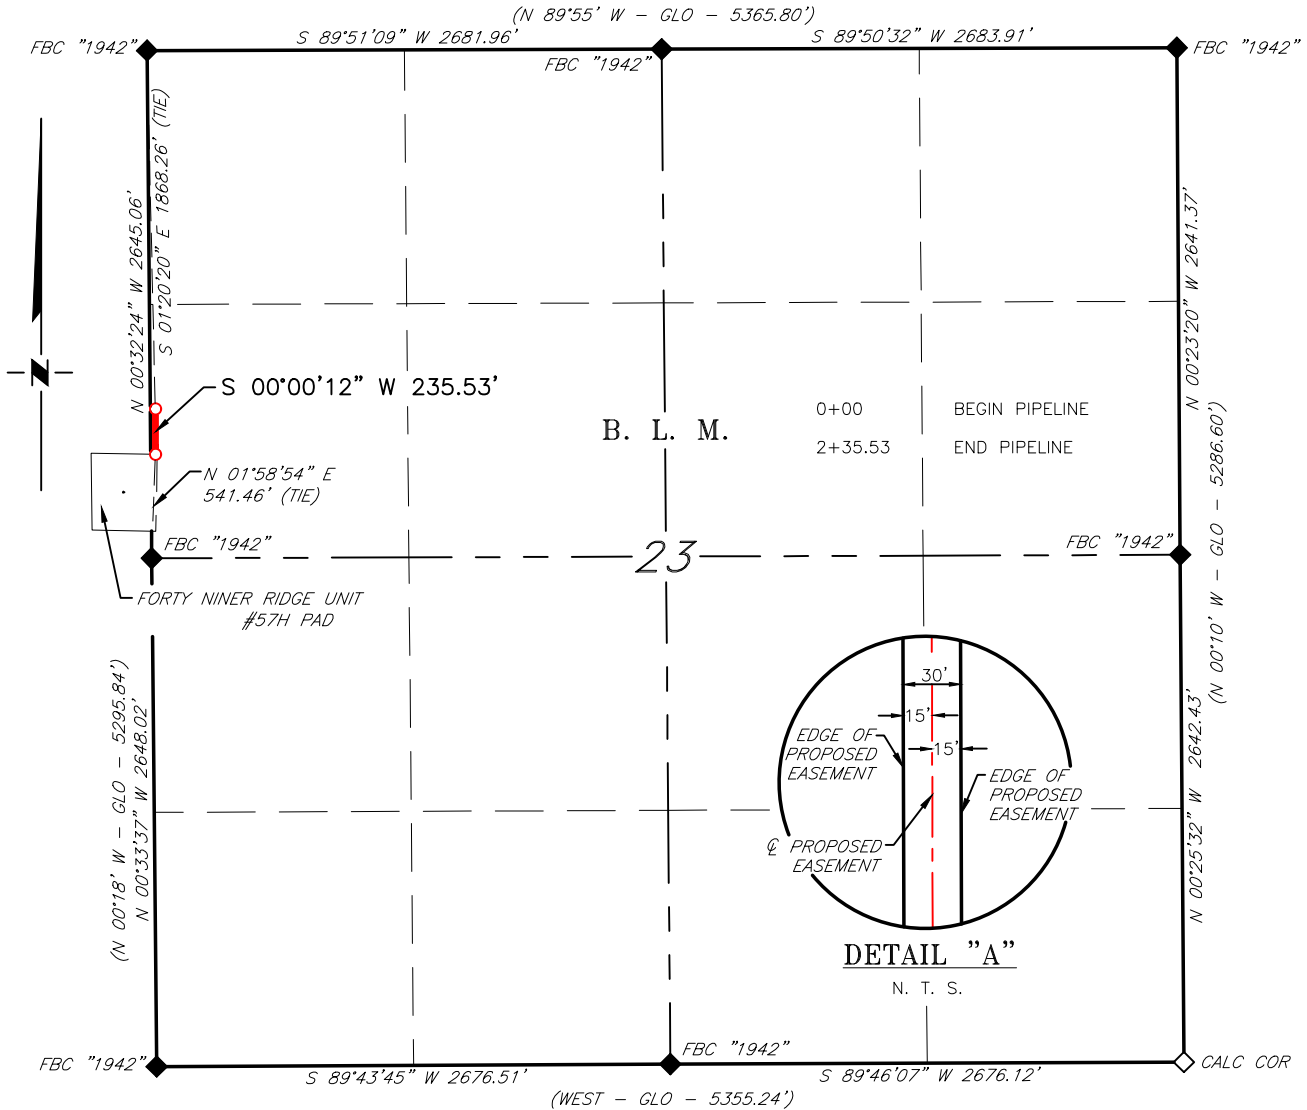 (N 89°55' W - GLO - 5365.80')
S 89°51'09" W 2681.96'
S 89°50'32" W 2683.91'
FBC "1942"
FBC "1942"
FBC "1942"
N 00°32'24" W 2645.06'
S 01°20'20" E 1868.26' (TIE)
N 00°23'20" W 2641.37'
S 00°00'12" W 235.53'
B. L. M.
0+00 BEGIN PIPELINE
2+35.53 END PIPELINE
N
N 01°58'54" E
541.46' (TIE)
(N 00°10' W - GLO - 5286.60')
FBC "1942"
FBC "1942"
23
FORTY NINER RIDGE UNIT
#57H PAD
(N 00°18' W - GLO - 5295.84')
N 00°33'37" W 2648.02'
30'
15'
15'
EDGE OF
PROPOSED
EASEMENT
EDGE OF
PROPOSED
EASEMENT
℄ PROPOSED
EASEMENT
N 00°25'32" W 2642.43'
DETAIL "A"
N. T. S.
FBC "1942"
FBC "1942"
CALC COR
S 89°43'45" W 2676.51'
S 89°46'07" W 2676.12'
(WEST - GLO - 5355.24')